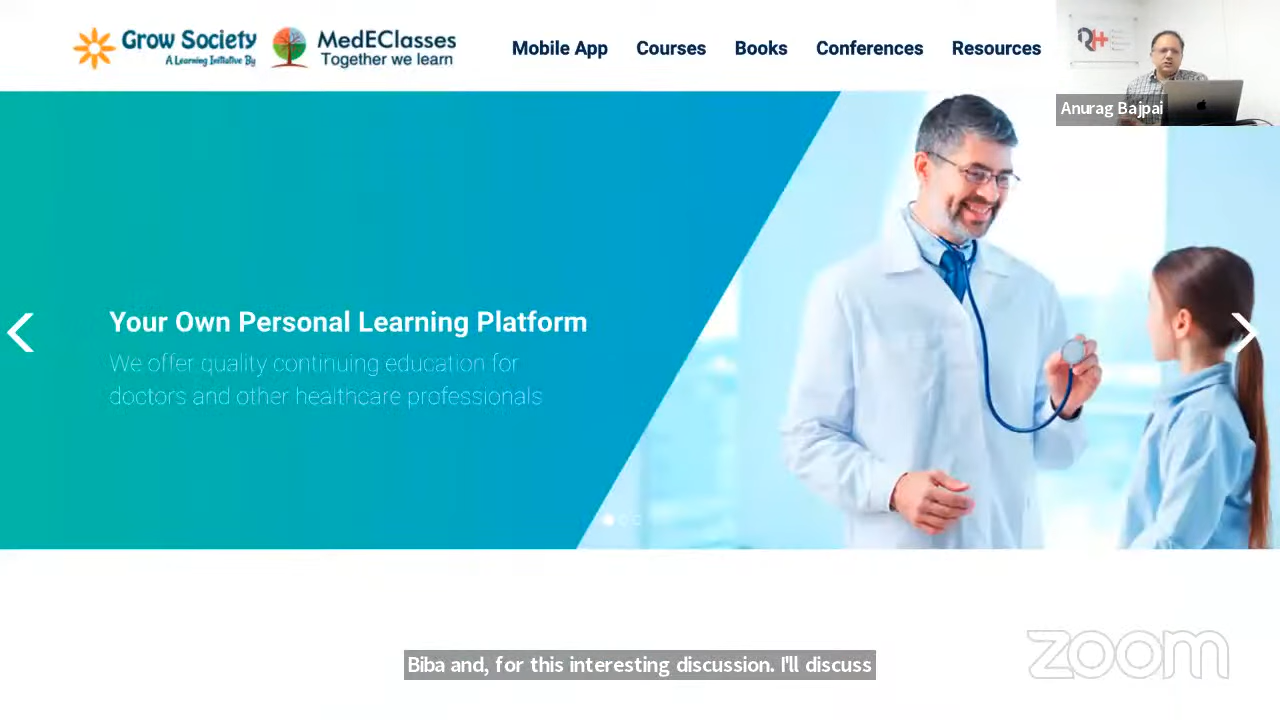 Grow Society
A Learning Initiative By
MedEClasses
Together we learn
Mobile App
Courses
Books
Conferences
Resources
RH+
Anurag Bajpai
Your Own Personal Learning Platform
We offer quality continuing education for
doctors and other healthcare professionals
Biba and, for this interesting discussion. I'll discuss
zoom